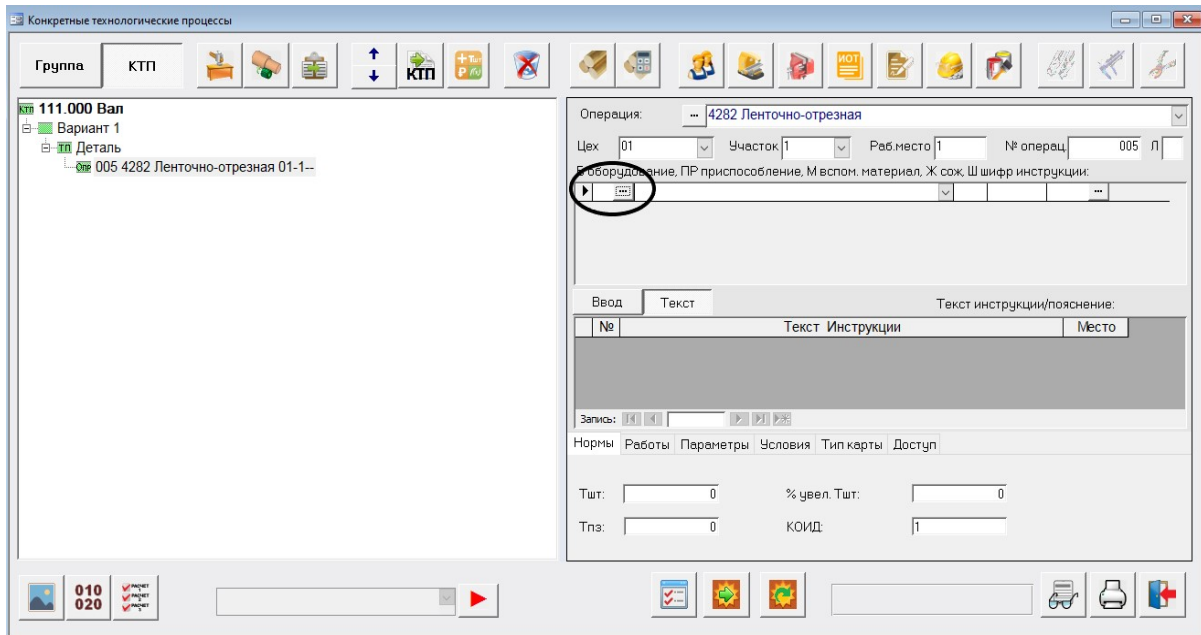 Конкретные технологические процессы
Группа
КТП
КТП
ИОТ
КТП 111.000 Вал
Вариант 1
ТП Деталь
Опр 005 4282 Ленточно-отрезная 01-1--
Операция: ... 4282 Ленточно-отрезная
Цех 01 Участок 1 Раб.место 1 № операц. 005 Л
Б оборудование, ПР приспособление, М вспом. материал, Ж сож, Ш шифр инструкции:
... ...
Ввод Текст Текст инструкции/пояснение:
№ Текст Инструкции Место
Запись:
Нормы Работы Параметры Условия Тип карты Доступ
Тшт: 0 % увел. Тшт: 0
Тпз: 0 КОИД: 1
010
020